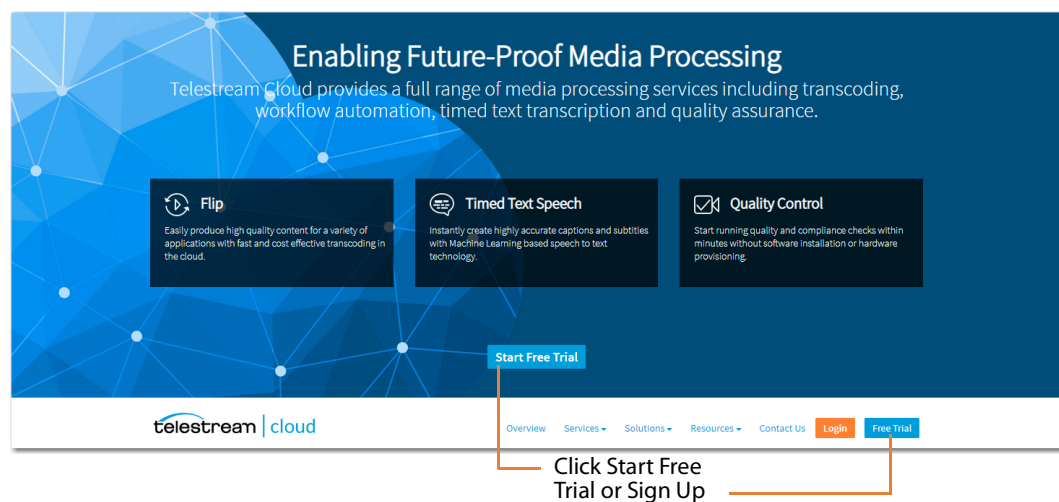 Enabling Future-Proof Media Processing
Telestream Cloud provides a full range of media processing services including transcoding,
workflow automation, timed text transcription and quality assurance.
Flip
Easily produce high quality content for a variety of
applications with fast and cost effective transcoding in
the cloud.
Timed Text Speech
Instantly create highly accurate captions and subtitles
with Machine Learning based speech to text
technology.
Quality Control
Start running quality and compliance checks within
minutes without software installation or hardware
provisioning.
Start Free Trial
telestream | cloud
Overview Services Solutions Resources Contact Us Login Free Trial
Click Start Free
Trial or Sign Up